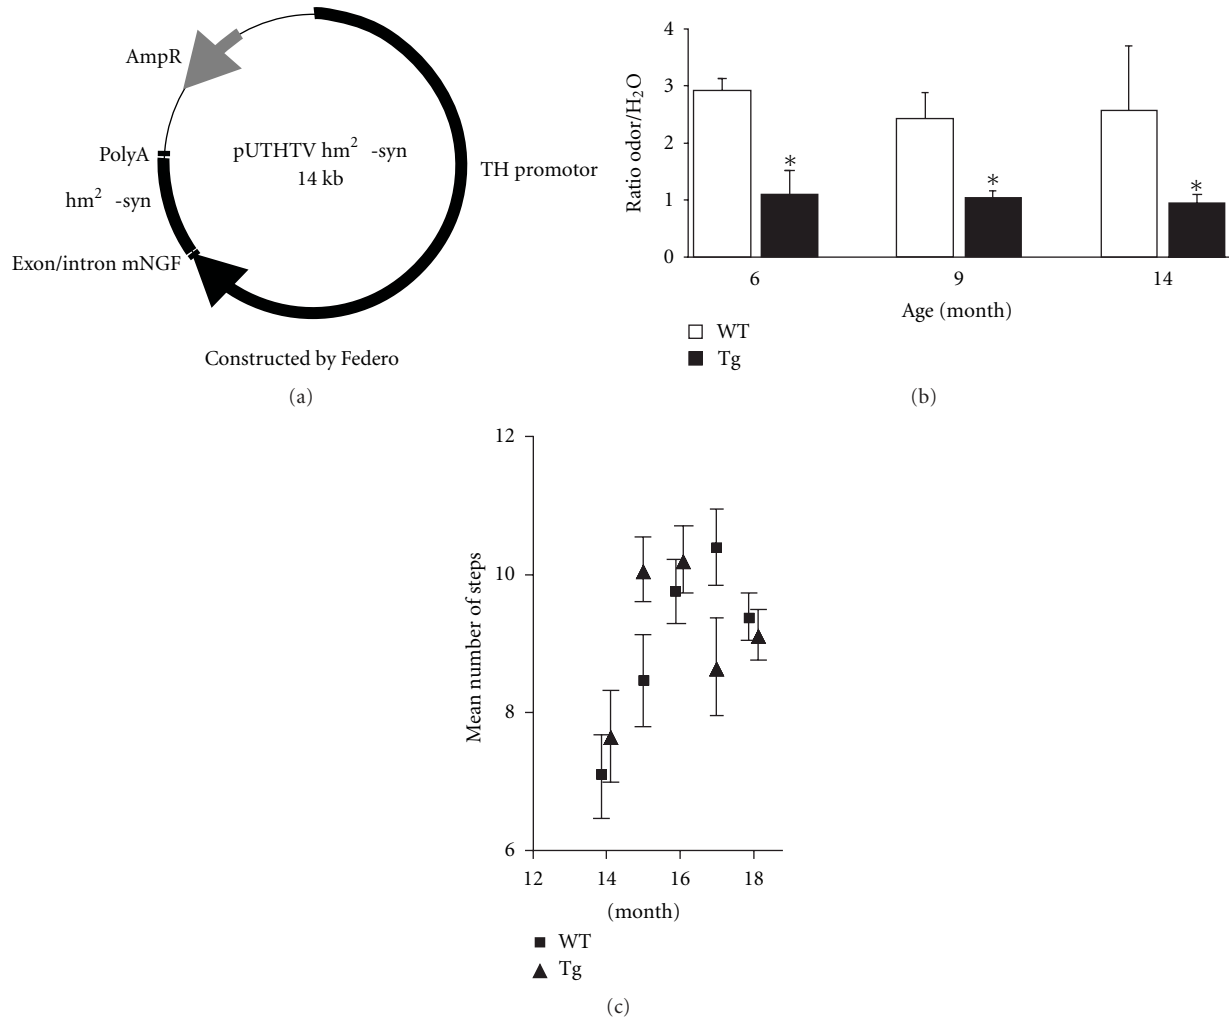 AmpR
PolyA
hm² -syn
Exon/intron mNGF
pUTHTV hm² -syn
14 kb
TH promotor
Constructed by Federo
(a)
Ratio odor/H₂O
4
3
2
1
0
*
*
*
6
9
14
Age (month)
WT
Tg
(b)
Mean number of steps
12
10
8
6
12
14
16
18
(month)
WT
Tg
(c)